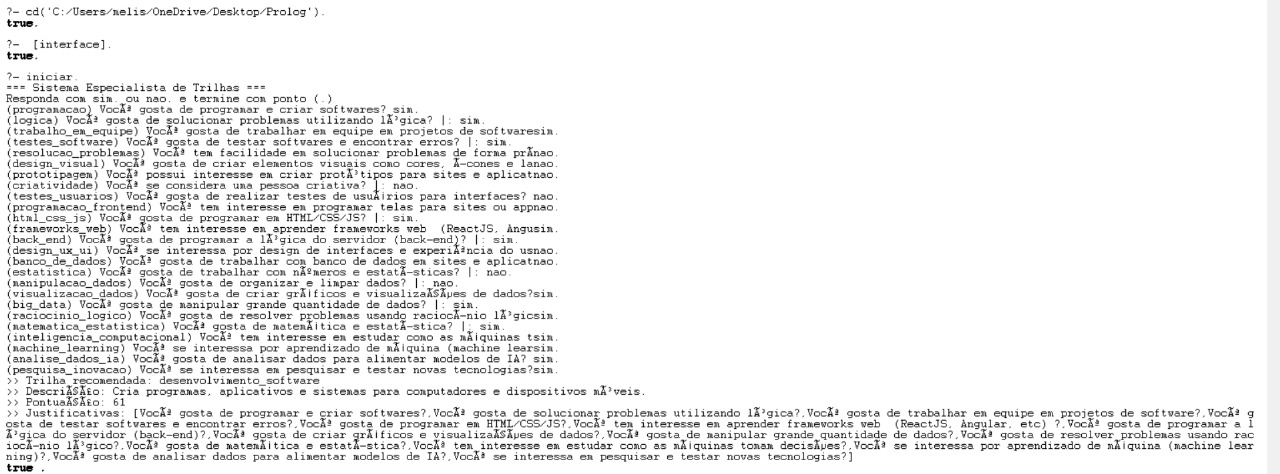 ?- cd('C:/Users/melis/OneDrive/Desktop/Prolog').
true.
?-  [interface].
true.
?- iniciar.
=== Sistema Especialista de Trilhas ===
Responda com sim. ou nao. e termine com ponto (.)
(programacao) VocÃª gosta de programar e criar softwares? sim.
(logica) VocÃª gosta de solucionar problemas utilizando lÃ³gica? |: sim.
(trabalho_em_equipe) VocÃª gosta de trabalhar em equipe em projetos de softwaresim.
(testes_software) VocÃª gosta de testar softwares e encontrar erros? |: sim.
(resolucao_problemas) VocÃª tem facilidade em solucionar problemas de forma prÃnao.
(design_visual) VocÃª gosta de criar elementos visuais como cores, Ã­cones e lanao.
(prototipagem) VocÃª possui interesse em criar protÃ³tipos para sites e aplicatnao.
(criatividade) VocÃª se considera uma pessoa criativa? |: nao.
(testes_usuarios) VocÃª gosta de realizar testes de usuÃ¡rios para interfaces? nao.
(programacao_frontend) VocÃª tem interesse em programar telas para sites ou appnao.
(html_css_js) VocÃª gosta de programar em HTML/CSS/JS? |: sim.
(frameworks_web) VocÃª tem interesse em aprender frameworks web  (ReactJS, Angusim.
(back_end) VocÃª gosta de programar a lÃ³gica do servidor (back-end)? |: sim.
(design_ux_ui) VocÃª se interessa por design de interfaces e experiÃªncia do usnao.
(banco_de_dados) VocÃª gosta de trabalhar com banco de dados em sites e aplicatnao.
(estatistica) VocÃª gosta de trabalhar com nÃºmeros e estatÃ­sticas? |: nao.
(manipulacao_dados) VocÃª gosta de organizar e limpar dados? |: nao.
(visualizacao_dados) VocÃª gosta de criar grÃ¡ficos e visualizaÃ§Ãµes de dados?sim.
(big_data) VocÃª gosta de manipular grande quantidade de dados? |: sim.
(raciocinio_logico) VocÃª gosta de resolver problemas usando raciocÃ­nio lÃ³gicsim.
(matematica_estatistica) VocÃª gosta de matemÃ¡tica e estatÃ­stica? |: sim.
(inteligencia_computacional) VocÃª tem interesse em estudar como as mÃ¡quinas tsim.
(machine_learning) VocÃª se interessa por aprendizado de mÃ¡quina (machine learsim.
(analise_dados_ia) VocÃª gosta de analisar dados para alimentar modelos de IA? sim.
(pesquisa_inovacao) VocÃª se interessa em pesquisar e testar novas tecnologias?sim.
>> Trilha recomendada: desenvolvimento_software
>> DescriÃ§Ã£o: Cria programas, aplicativos e sistemas para computadores e dispositivos mÃ³veis.
>> PontuaÃ§Ã£o: 61
>> Justificativas: [VocÃª gosta de programar e criar softwares?,VocÃª gosta de solucionar problemas utilizando lÃ³gica?,VocÃª gosta de trabalhar em equipe em projetos de software?,VocÃª g
osta de testar softwares e encontrar erros?,VocÃª gosta de programar em HTML/CSS/JS?,VocÃª tem interesse em aprender frameworks web  (ReactJS, Angular, etc) ?,VocÃª gosta de programar a l
Ã³gica do servidor (back-end)?,VocÃª gosta de criar grÃ¡ficos e visualizaÃ§Ãµes de dados?,VocÃª gosta de manipular grande quantidade de dados?,VocÃª gosta de resolver problemas usando rac
iocÃ­nio lÃ³gico?,VocÃª gosta de matemÃ¡tica e estatÃ­stica?,VocÃª tem interesse em estudar como as mÃ¡quinas tomam decisÃµes?,VocÃª se interessa por aprendizado de mÃ¡quina (machine lear
ning)?,VocÃª gosta de analisar dados para alimentar modelos de IA?,VocÃª se interessa em pesquisar e testar novas tecnologias?]
true .